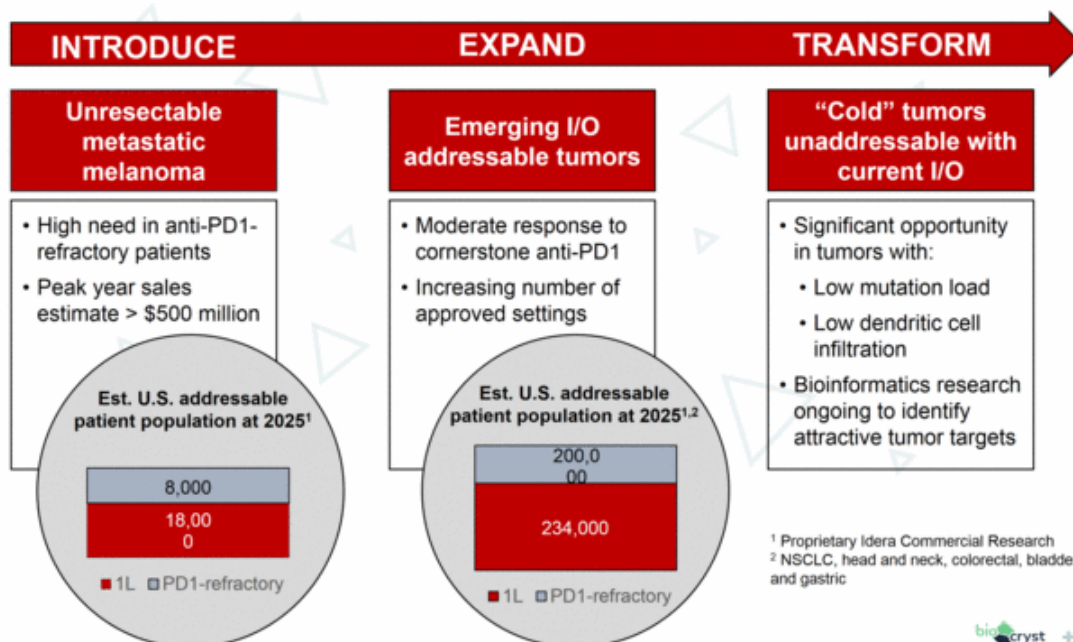 INTRODUCE
EXPAND
TRANSFORM
Unresectable
metastatic
melanoma
• High need in anti-PD1-
refractory patients
• Peak year sales
estimate > $500 million
Est. U.S. addressable
patient population at 2025¹
8,000
18,00
0
1L
PD1-refractory
Emerging I/O
addressable tumors
• Moderate response to
cornerstone anti-PD1
• Increasing number of
approved settings
Est. U.S. addressable
patient population at 2025¹,²
200,0
00
234,000
1L
PD1-refractory
“Cold” tumors
unaddressable with
current I/O
• Significant opportunity
in tumors with:
• Low mutation load
• Low dendritic cell
infiltration
• Bioinformatics research
ongoing to identify
attractive tumor targets
¹ Proprietary Idera Commercial Research
² NSCLC, head and neck, colorectal, bladde
and gastric
bio
cryst
+